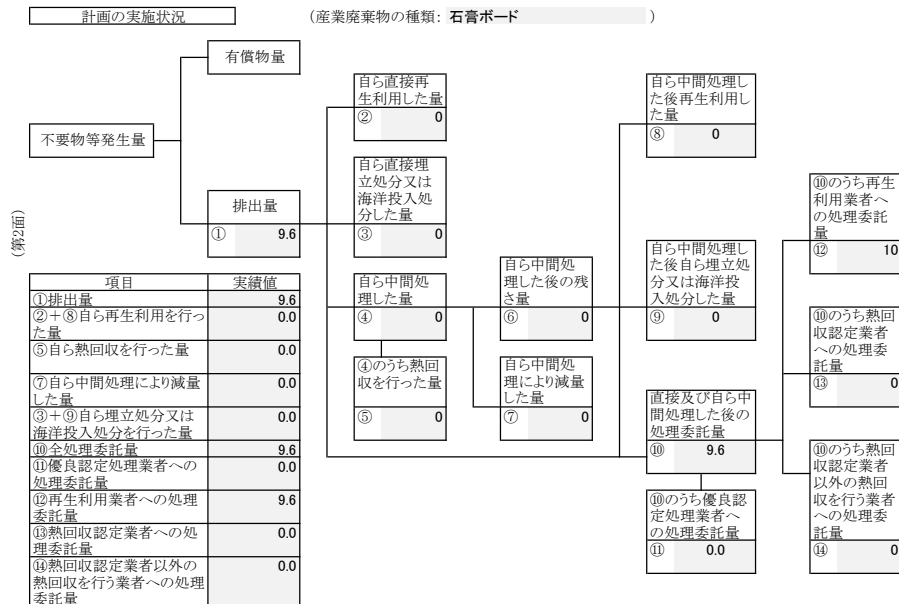 計画の実施状況
(産業廃棄物の種類: 石膏ボード )
有償物量
不要物等発生量
排出量
① 9.6
自ら直接再
生利用した量
② 0
自ら直接埋
立処分又は
海洋投入処
分した量
③ 0
自ら中間処
理した量
④ 0
④のうち熱回
収を行った量
⑤ 0
自ら中間処
理した後の残
さ量
⑥ 0
自ら中間処
理により減量
した量
⑦ 0
自ら中間処理し
た後再生利用し
た量
⑧ 0
自ら中間処理し
た後自ら埋立処
分又は海洋投
入処分した量
⑨ 0
直接及び自ら中
間処理した後の
処理委託量
⑩ 9.6
⑩のうち優良認
定処理業者へ
の処理委託量
⑪ 0.0
⑩のうち再生
利用業者へ
の処理委託
量
⑫ 10
⑩のうち熱回
収認定業者
への処理委
託量
⑬ 0
⑩のうち熱回
収認定業者
以外の熱回
収を行う業者
への処理委
託量
⑭ 0
(第2面)
項目 実績値
①排出量 9.6
②+⑧自ら再生利用を行っ 0.0
た量
⑤自ら熱回収を行った量 0.0
⑦自ら中間処理により減量 0.0
した量
③+⑨自ら埋立処分又は 0.0
海洋投入処分を行った量
⑩全処理委託量 9.6
⑪優良認定処理業者への 0.0
処理委託量
⑫再生利用業者への処理 9.6
委託量
⑬熱回収認定業者への処 0.0
理委託量
⑭熱回収認定業者以外の 0.0
熱回収を行う業者への処理
委託量